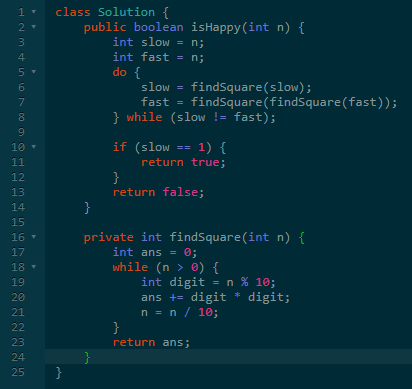 1 class Solution {
2     public boolean isHappy(int n) {
3         int slow = n;
4         int fast = n;
5         do {
6             slow = findSquare(slow);
7             fast = findSquare(findSquare(fast));
8         } while (slow != fast);
9
10         if (slow == 1) {
11             return true;
12         }
13         return false;
14     }
15
16     private int findSquare(int n) {
17         int ans = 0;
18         while (n > 0) {
19             int digit = n % 10;
20             ans += digit * digit;
21             n = n / 10;
22         }
23         return ans;
24     }
25 }